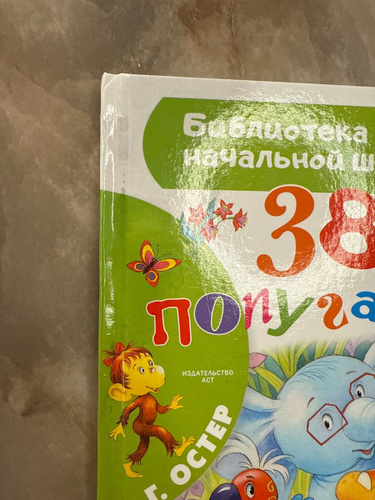 Библиотека
начальной ш
38
попуга
ИЗДАТЕЛЬСТВО
АСТ
Г. ОСТЕР